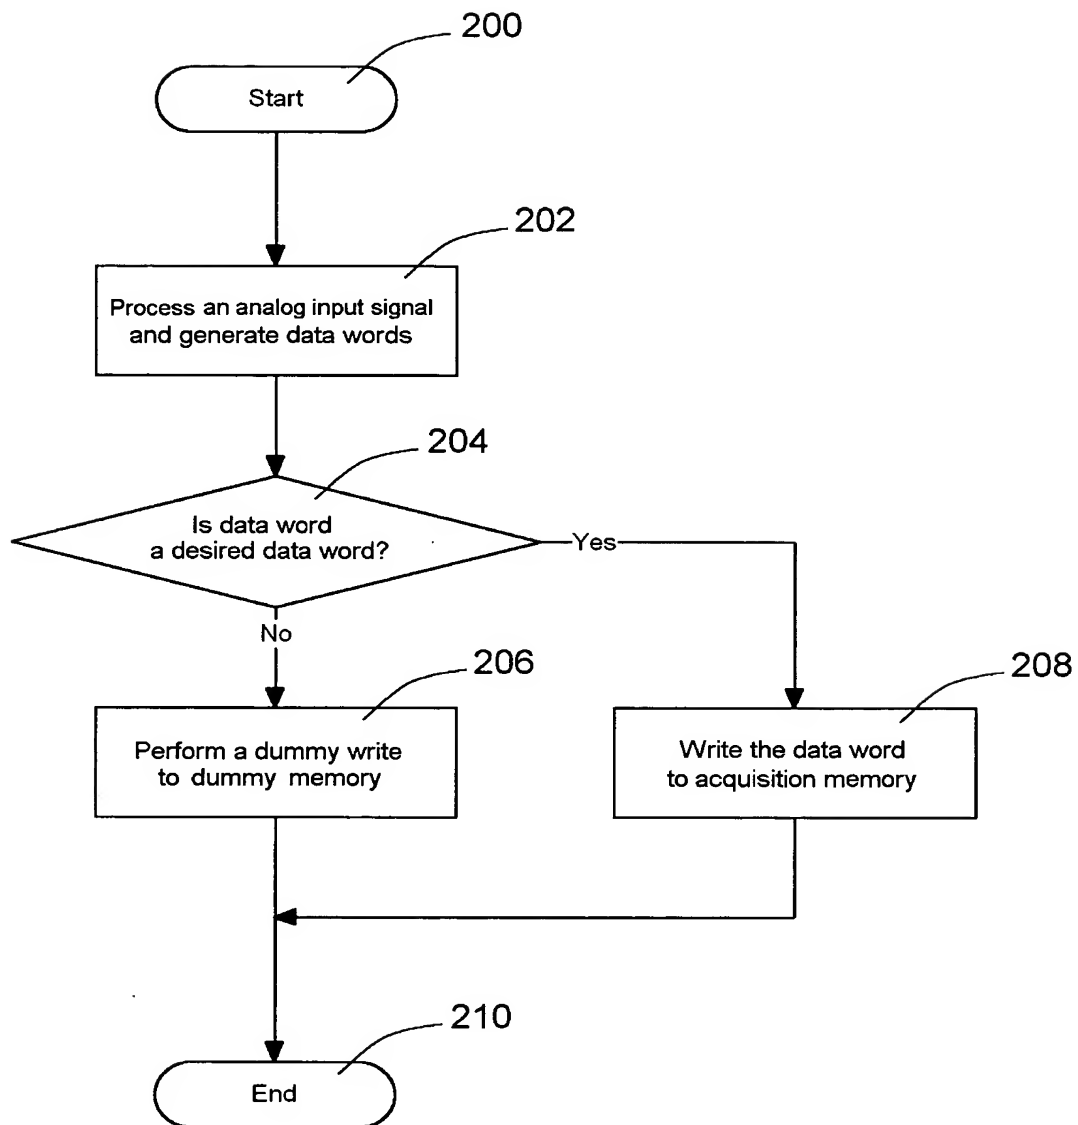 200
Start
202
Process an analog input signal
and generate data words
204
Is data word
a desired data word?
Yes
No
206
208
Perform a dummy write
to dummy memory
Write the data word
to acquisition memory
210
End